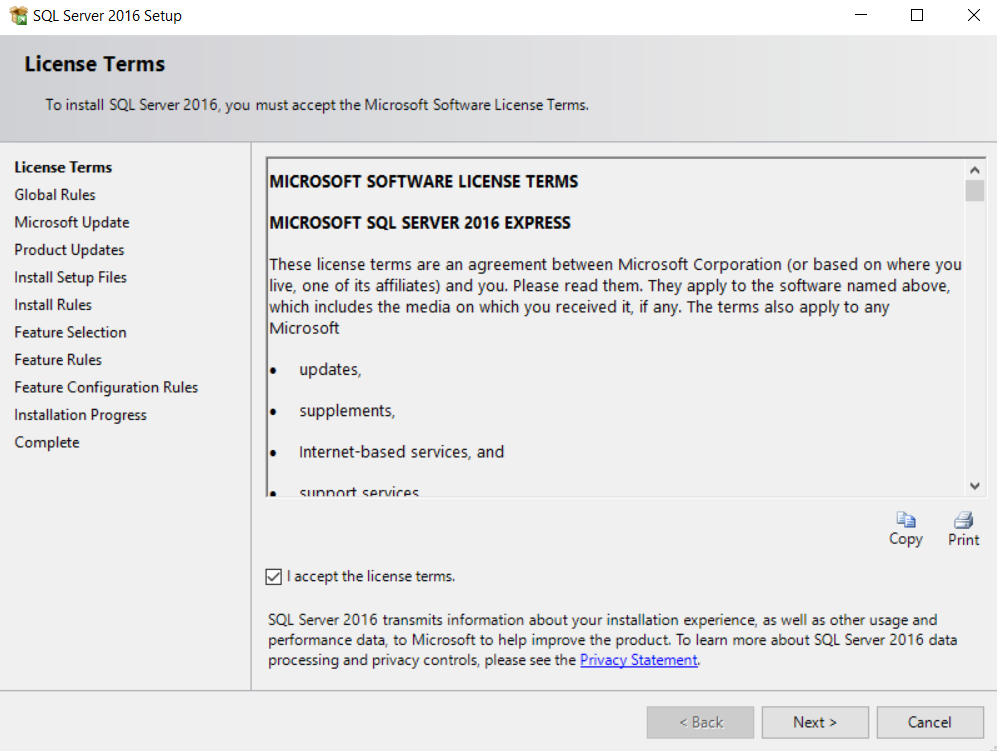 SQL Server 2016 Setup
License Terms
To install SQL Server 2016, you must accept the Microsoft Software License Terms.
License Terms
Global Rules
Microsoft Update
Product Updates
Install Setup Files
Install Rules
Feature Selection
Feature Rules
Feature Configuration Rules
Installation Progress
Complete
MICROSOFT SOFTWARE LICENSE TERMS
MICROSOFT SQL SERVER 2016 EXPRESS
These license terms are an agreement between Microsoft Corporation (or based on where you
live, one of its affiliates) and you. Please read them. They apply to the software named above,
which includes the media on which you received it, if any. The terms also apply to any
Microsoft
• updates,
• supplements,
• Internet-based services, and
• support services
Copy
Print
I accept the license terms.
SQL Server 2016 transmits information about your installation experience, as well as other usage and
performance data, to Microsoft to help improve the product. To learn more about SQL Server 2016 data
processing and privacy controls, please see the Privacy Statement.
< Back
Next >
Cancel